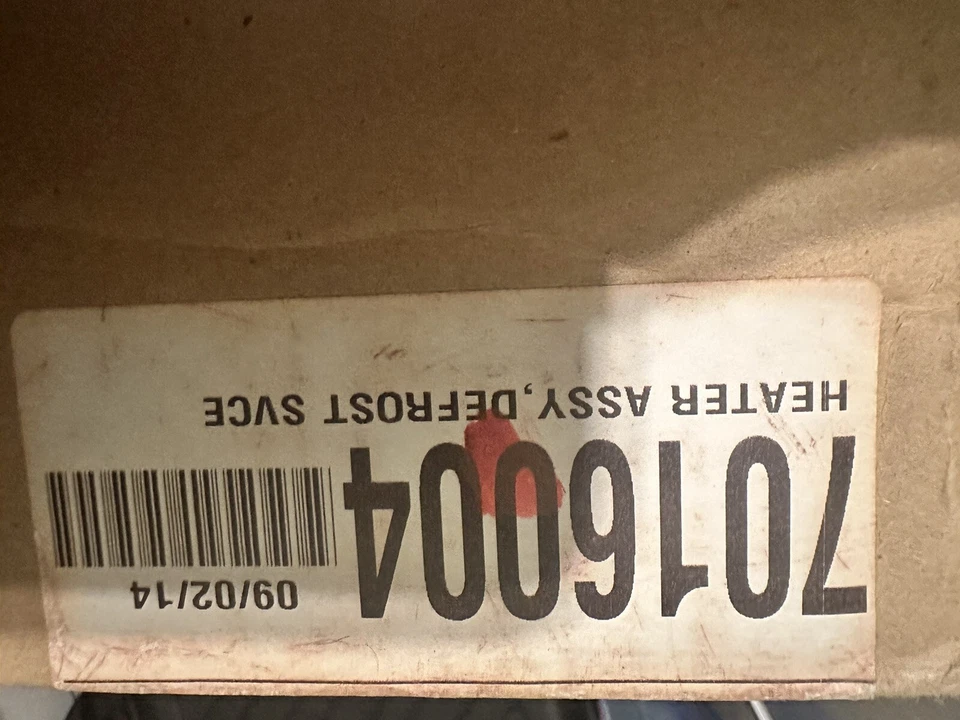 7016004
09/02/14
HEATER ASSY,DEFROST SVCE